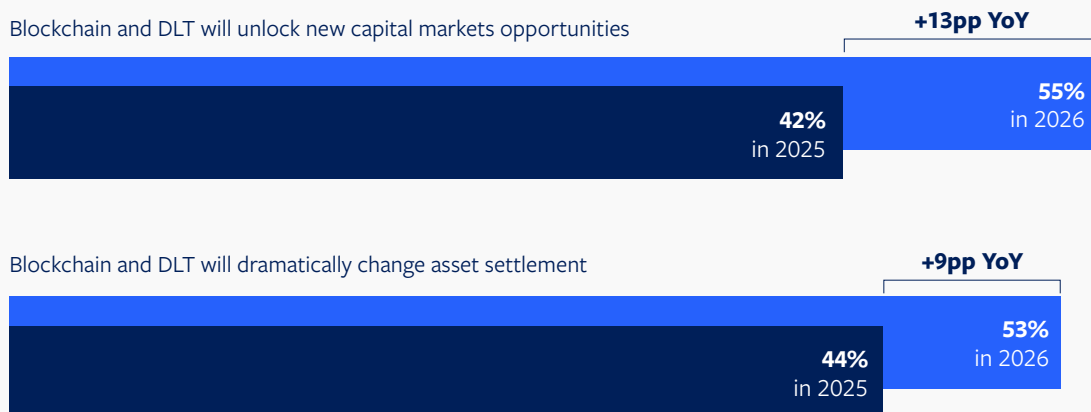 Blockchain and DLT will unlock new capital markets opportunities
+13pp YoY
55%
in 2026
42%
in 2025
Blockchain and DLT will dramatically change asset settlement
+9pp YoY
53%
in 2026
44%
in 2025